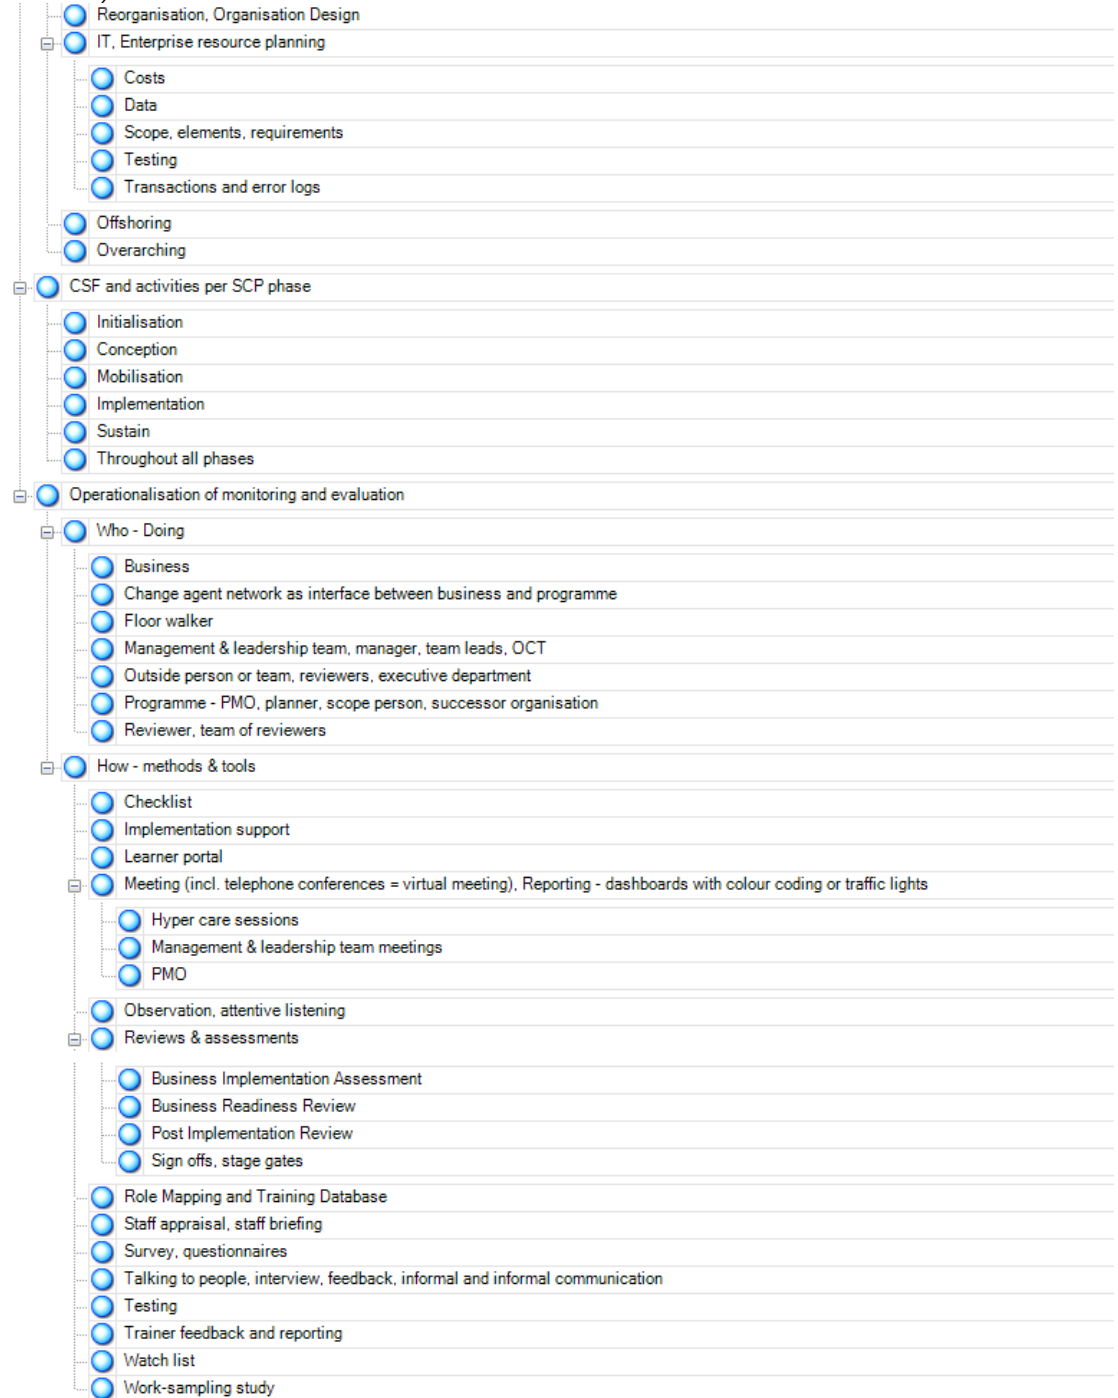 Reorganisation, Organisation Design
IT, Enterprise resource planning
Costs
Data
Scope, elements, requirements
Testing
Transactions and error logs
Offshoring
Overarching
CSF and activities per SCP phase
Initialisation
Conception
Mobilisation
Implementation
Sustain
Throughout all phases
Operationalisation of monitoring and evaluation
Who - Doing
Business
Change agent network as interface between business and programme
Floor walker
Management & leadership team, manager, team leads, OCT
Outside person or team, reviewers, executive department
Programme - PMO, planner, scope person, successor organisation
Reviewer, team of reviewers
How - methods & tools
Checklist
Implementation support
Learner portal
Meeting (incl. telephone conferences = virtual meeting), Reporting - dashboards with colour coding or traffic lights
Hyper care sessions
Management & leadership team meetings
PMO
Observation, attentive listening
Reviews & assessments
Business Implementation Assessment
Business Readiness Review
Post Implementation Review
Sign offs, stage gates
Role Mapping and Training Database
Staff appraisal, staff briefing
Survey, questionnaires
Talking to people, interview, feedback, informal and informal communication
Testing
Trainer feedback and reporting
Watch list
Work-sampling study